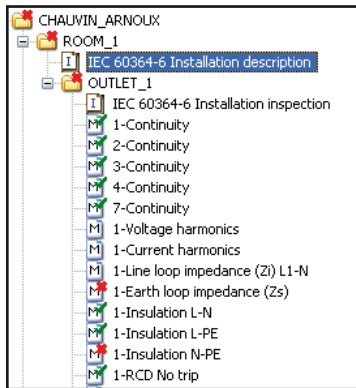 CHAUVIN_ARNOUX
ROOM_1
IEC 60364-6 Installation description
OUTLET_1
IEC 60364-6 Installation inspection
1-Continuity
2-Continuity
3-Continuity
4-Continuity
7-Continuity
1-Voltage harmonics
1-Current harmonics
1-Line loop impedance (Zi) L1-N
1-Earth loop impedance (Zs)
1-Insulation L-N
1-Insulation L-PE
1-Insulation N-PE
1-RCD No trip